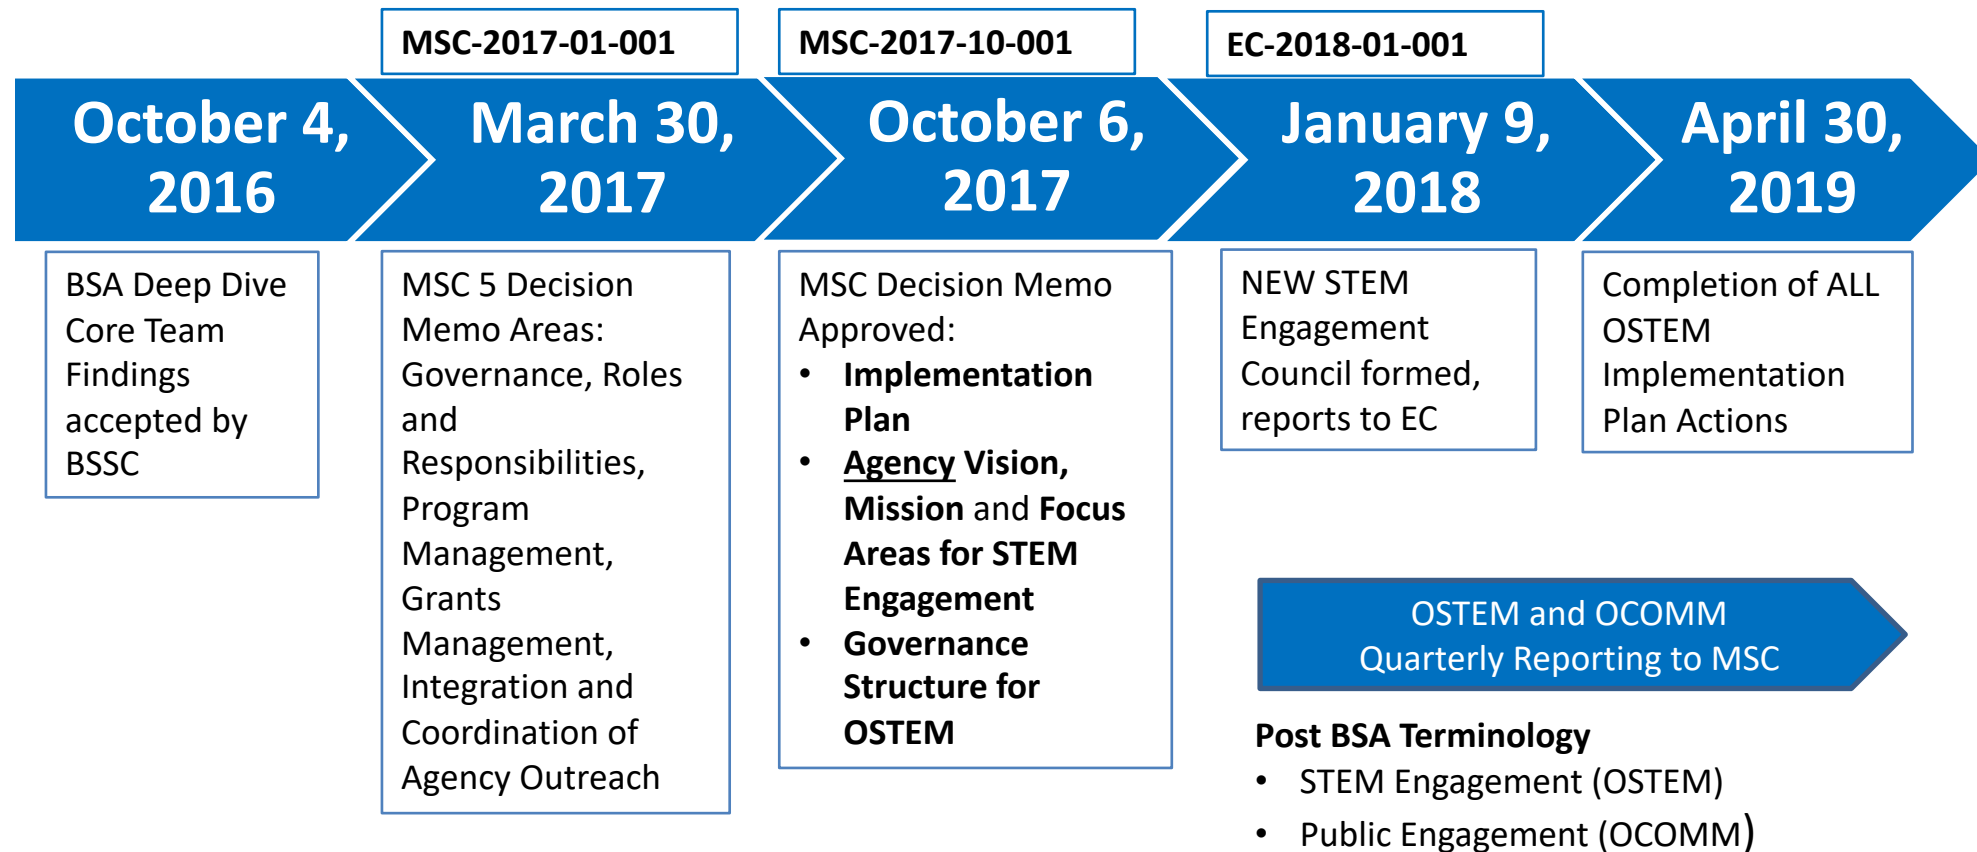 MSC-2017-01-001
MSC-2017-10-001
EC-2018-01-001
October 4,
2016
March 30,
2017
October 6,
2017
January 9,
2018
April 30,
2019
BSA Deep Dive
Core Team
Findings
accepted by
BSSC
MSC 5 Decision
Memo Areas:
Governance, Roles
and
Responsibilities,
Program
Management,
Grants
Management,
Integration and
Coordination of
Agency Outreach
MSC Decision Memo
Approved:
• Implementation
Plan
• Agency Vision,
Mission and Focus
Areas for STEM
Engagement
• Governance
Structure for
OSTEM
NEW STEM
Engagement
Council formed,
reports to EC
Completion of ALL
OSTEM
Implementation
Plan Actions
OSTEM and OCOMM
Quarterly Reporting to MSC
Post BSA Terminology
• STEM Engagement (OSTEM)
• Public Engagement (OCOMM)